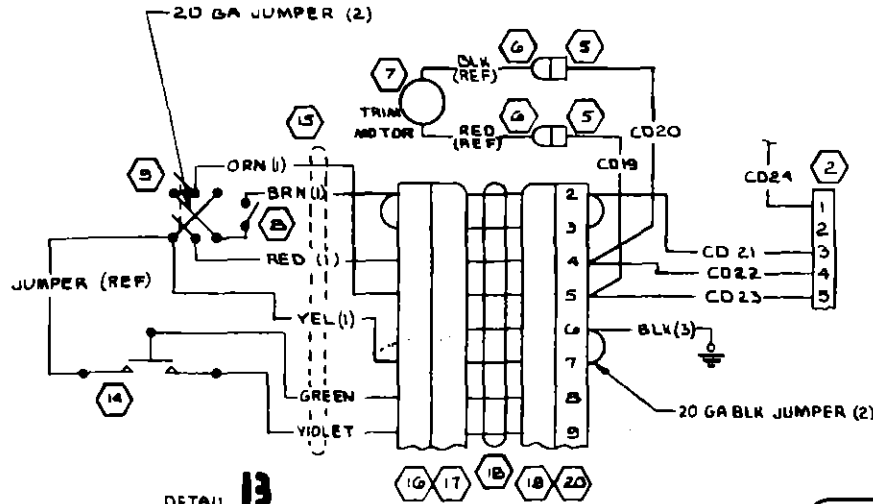 20 GA JUMPER (2)
6
5
BLK
(REF)
7
TRIM
MOTOR
6
5
RED
(REF)
CD20
CD19
15
CD24
2
9
ORN(1)
BRN(1)
8
RED (1)
JUMPER (REF)
YEL(1)
14
GREEN
VIOLET
2
3
4
5
6
7
8
9
1
2
3
4
5
CD 21
CD22
CD 23
BLK(3)
20 GA BLK JUMPER (2)
16
17
18
18
20
DETAIL 13